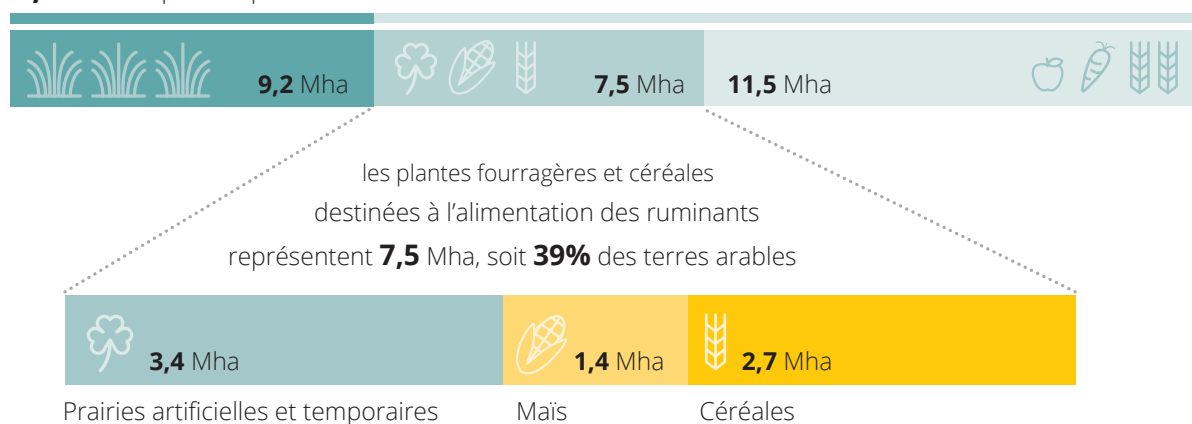 9,2 Mha
7,5 Mha
11,5 Mha
les plantes fourragères et céréales
destinées à l’alimentation des ruminants
représentent 7,5 Mha, soit 39% des terres arables
3,4 Mha
1,4 Mha
2,7 Mha
Prairies artificielles et temporaires
Maïs
Céréales